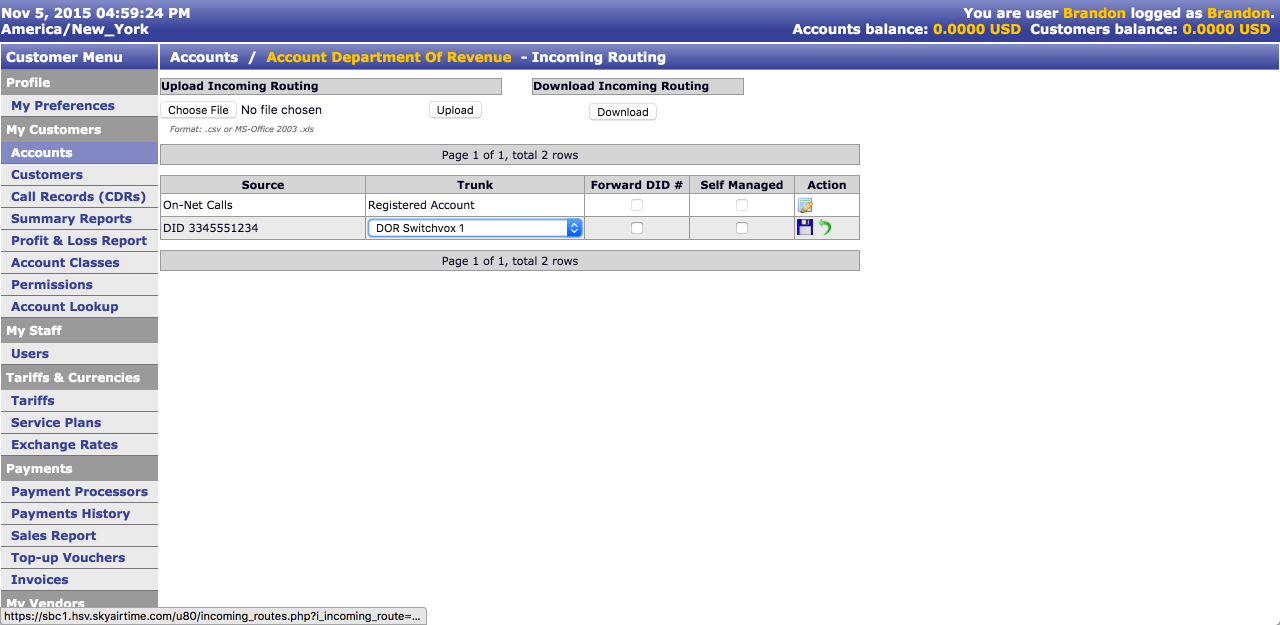 Nov 5, 2015 04:59:24 PM
America/New_York
You are user Brandon logged as Brandon.
Accounts balance: 0.0000 USD Customers balance: 0.0000 USD
Customer Menu
Profile
My Preferences
My Customers
Accounts
Customers
Call Records (CDRs)
Summary Reports
Profit & Loss Report
Account Classes
Permissions
Account Lookup
My Staff
Users
Tariffs & Currencies
Tariffs
Service Plans
Exchange Rates
Payments
Payment Processors
Payments History
Sales Report
Top-up Vouchers
Invoices
My Vendors
Accounts / Account Department Of Revenue - Incoming Routing
Upload Incoming Routing
Choose File No file chosen Upload
Format: .csv or MS-Office 2003 .xls
Download Incoming Routing
Download
Page 1 of 1, total 2 rows
Source Trunk Forward DID # Self Managed Action
On-Net Calls Registered Account
DID 3345551234 DOR Switchvox 1
Page 1 of 1, total 2 rows
https://sbc1.hsv.skyairtime.com/u80/incoming_routes.php?i_incoming_route=...